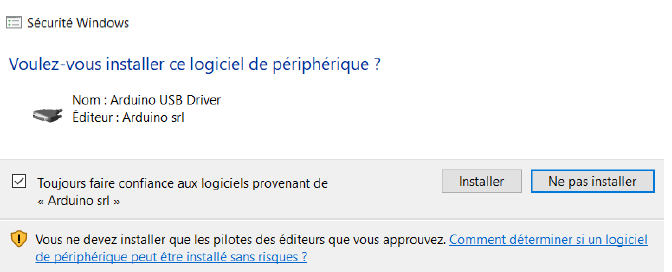 Sécurité Windows
Voulez-vous installer ce logiciel de périphérique ?
Nom : Arduino USB Driver
Éditeur : Arduino srl
Toujours faire confiance aux logiciels provenant de
« Arduino srl »
Installer
Ne pas installer
Vous ne devez installer que les pilotes des éditeurs que vous approuvez. Comment déterminer si un logiciel
de périphérique peut être installé sans risques ?